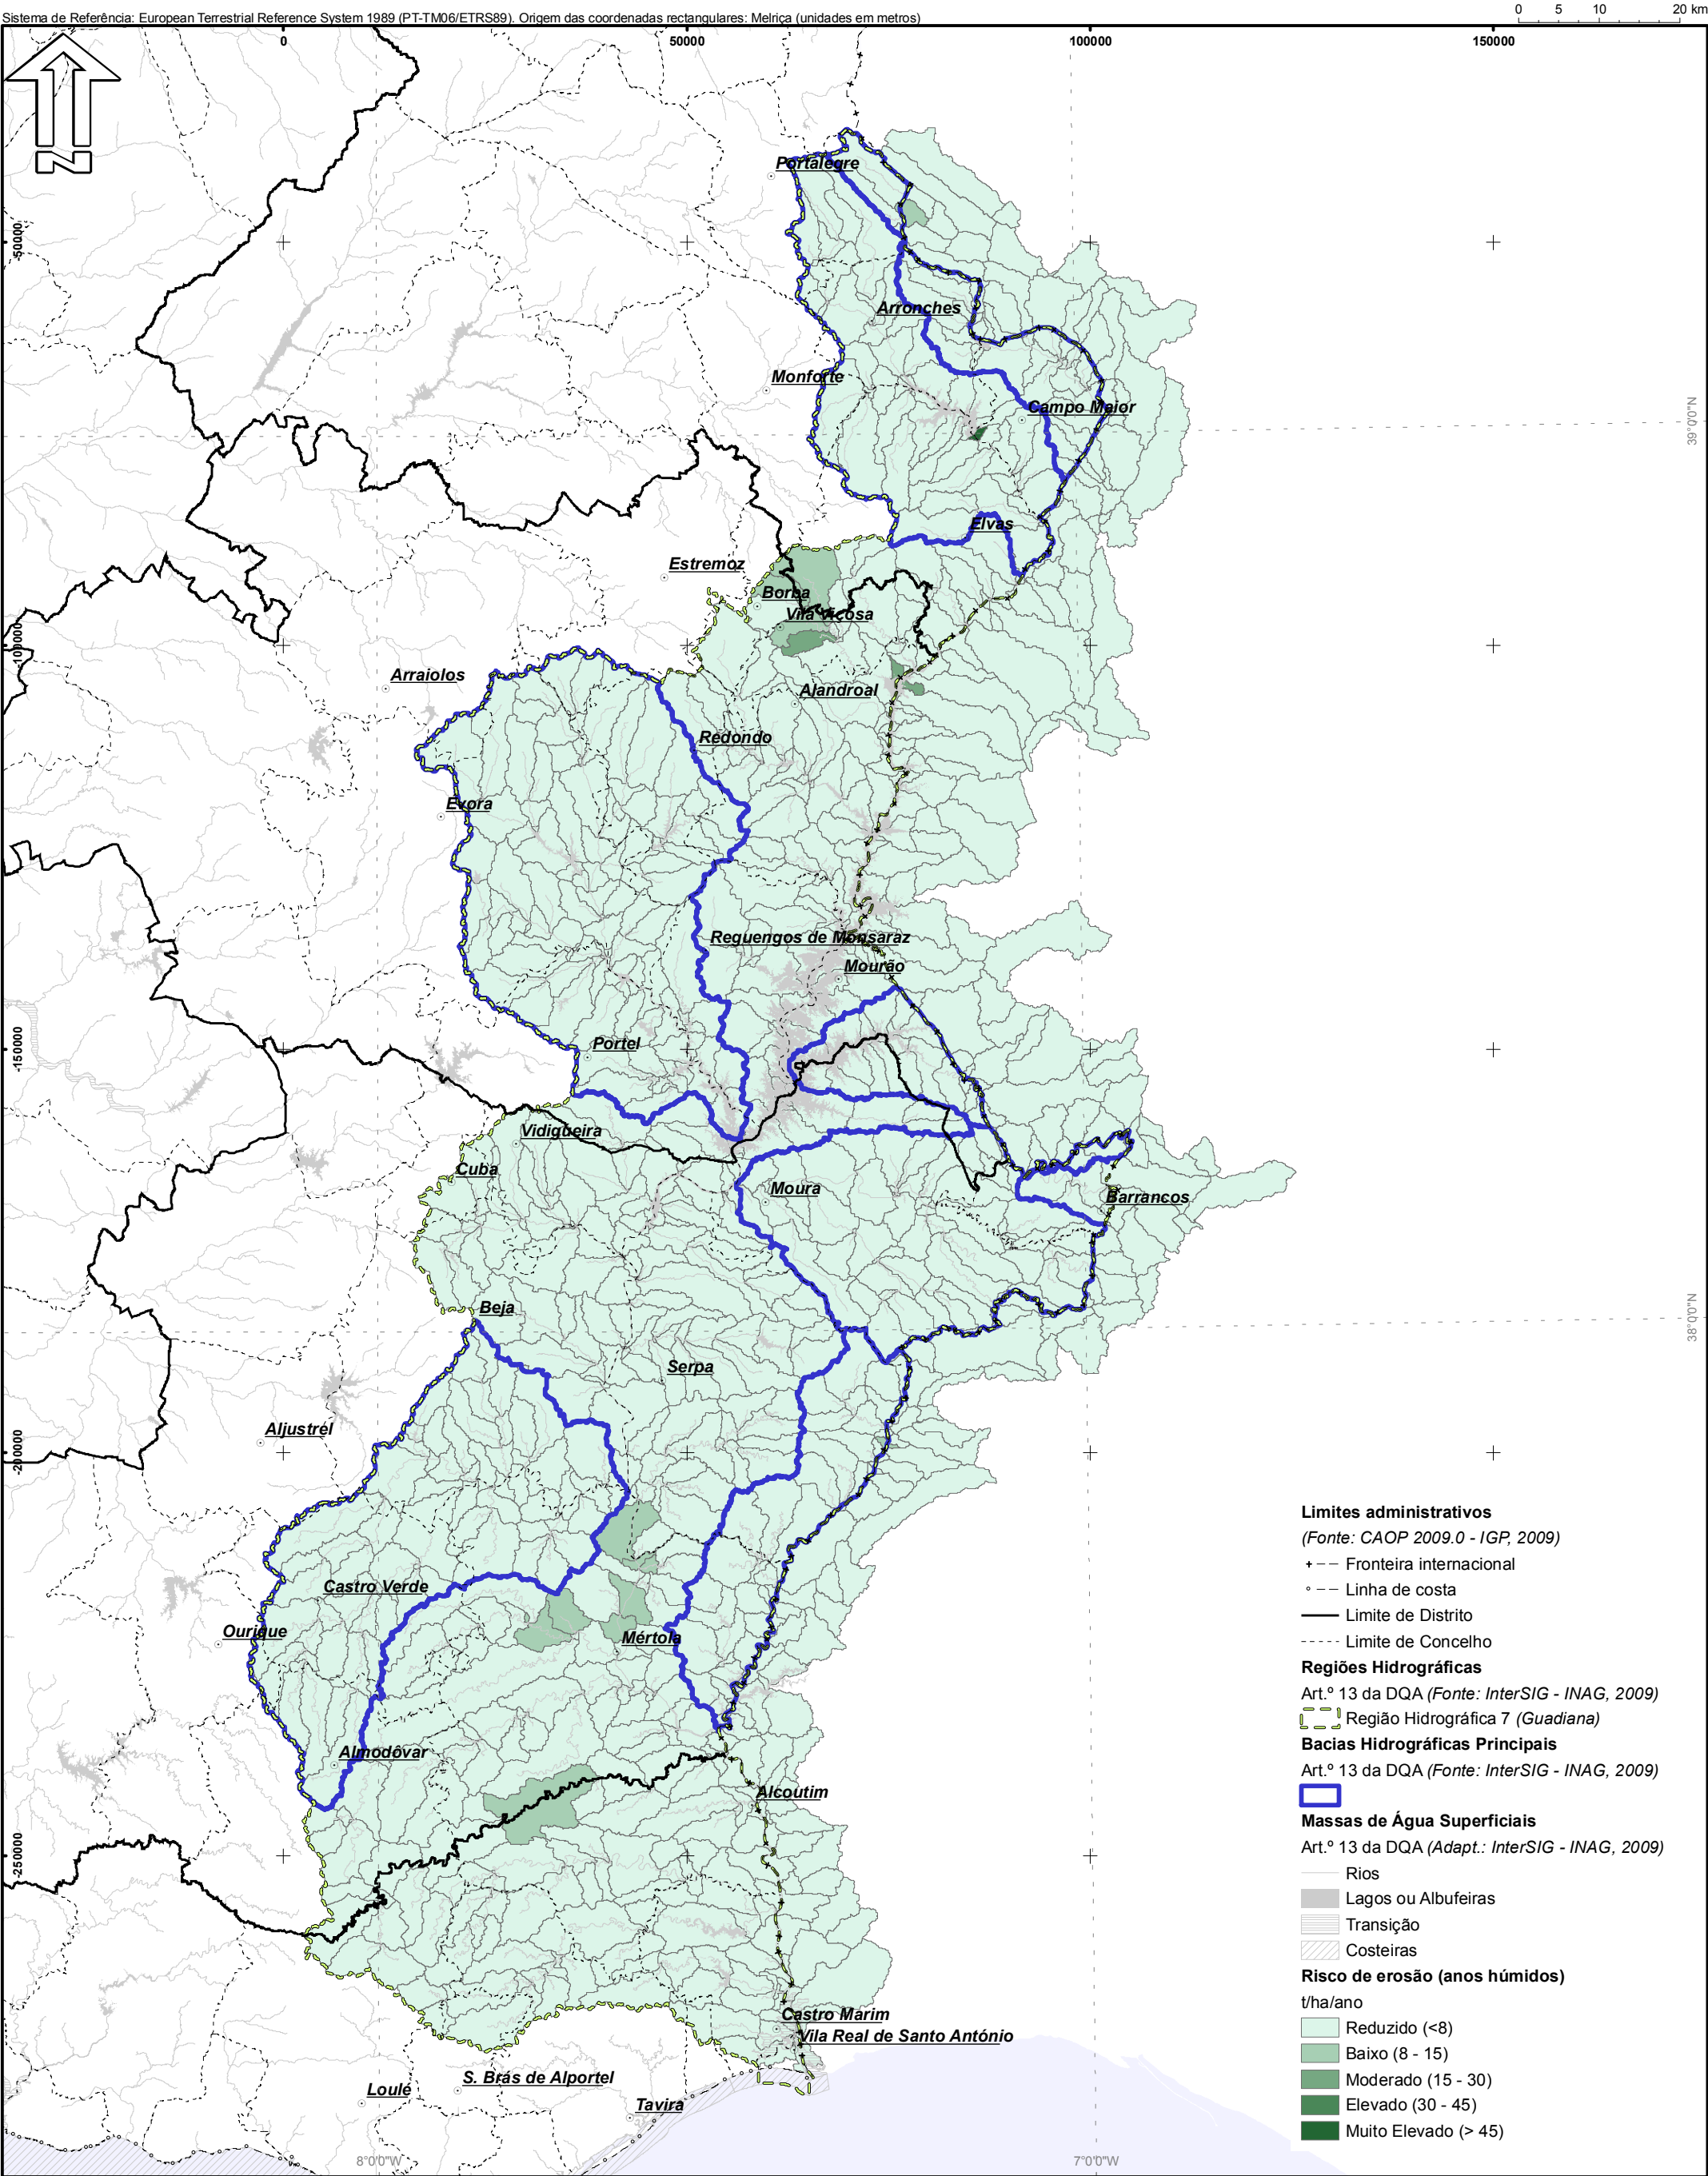 Sistema de Referência: European Terrestrial Reference System 1989 (PT-TM06/ETRS89). Origem das coordenadas rectangulares: Melriça (unidades em metros)
0 5 10 20 km
0 50000 100000 150000
N
Portalegre
-50000
Arronches
Monforte
Campo Maior
39°0'0"N
Elvas
Estremoz
Borba
Vila Viçosa
-100000
Arraiolos
Alandroal
Redondo
Évora
Reguengos de Monsaraz
Mourão
Portel
-150000
Vidigueira
Cuba
Moura
Barrancos
Beja
38°0'0"N
Serpa
Aljustrel
-200000
Castro Verde
Ourique
Mértola
Almodôvar
Alcoutim
-250000
Castro Marim
Vila Real de Santo António
S. Brás de Alportel
Loulé
Tavira
8°0'0"W
7°0'0"W
Limites administrativos
(Fonte: CAOP 2009.0 - IGP, 2009)
Fronteira internacional
Linha de costa
Limite de Distrito
Limite de Concelho
Regiões Hidrográficas
Art.º 13 da DQA (Fonte: InterSIG - INAG, 2009)
Região Hidrográfica 7 (Guadiana)
Bacias Hidrográficas Principais
Art.º 13 da DQA (Fonte: InterSIG - INAG, 2009)
Massas de Água Superficiais
Art.º 13 da DQA (Adapt.: InterSIG - INAG, 2009)
Rios
Lagos ou Albufeiras
Transição
Costeiras
Risco de erosão (anos húmidos)
t/ha/ano
Reduzido (<8)
Baixo (8 - 15)
Moderado (15 - 30)
Elevado (30 - 45)
Muito Elevado (> 45)